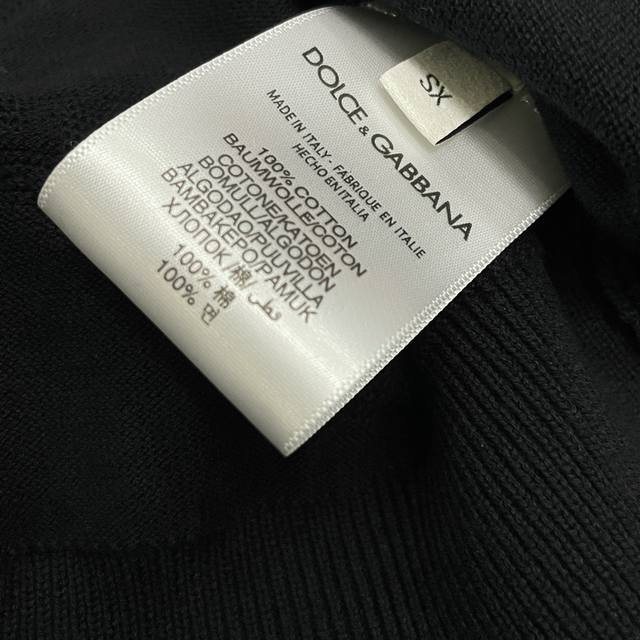 SX
DOLCE & GABBANA
MADE IN ITALY - FABRIQUE EN ITALIE
HECHO EN ITALIA
100% COTTON
BAUMWOLLE/COTON
COTONE/KATOEN
BOMULL/ALGODON
ALGODAO/PUUVILLA
BAMBAKEPO/PAMUK
ХЛОПОК/棉/قطن
100% 棉
100% 면